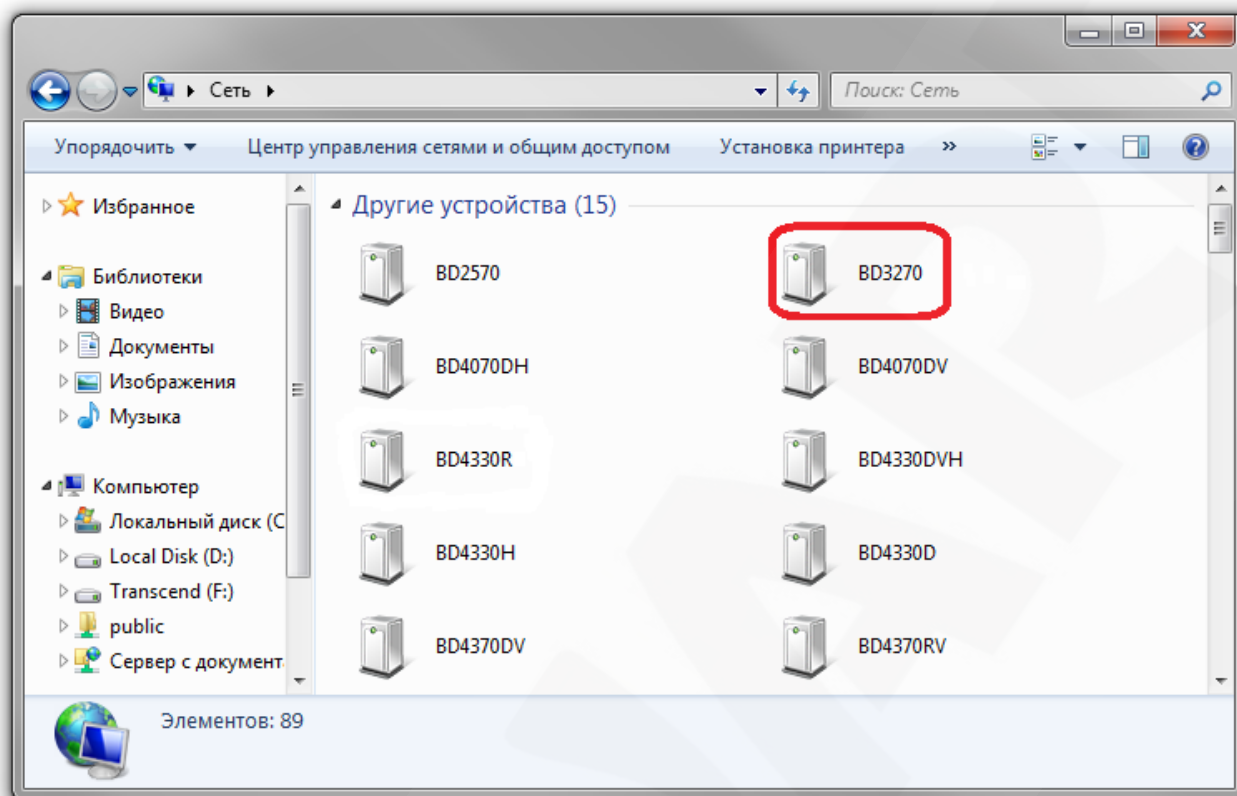 Сеть
Поиск: Сеть
Упорядочить Центр управления сетями и общим доступом Установка принтера »
Избранное
Библиотеки
Видео
Документы
Изображения
Музыка
Компьютер
Локальный диск (C
Local Disk (D:)
Transcend (F:)
public
Сервер с документ
Другие устройства (15)
BD2570 BD3270
BD4070DH BD4070DV
BD4330R BD4330DVH
BD4330H BD4330D
BD4370DV BD4370RV
Элементов: 89